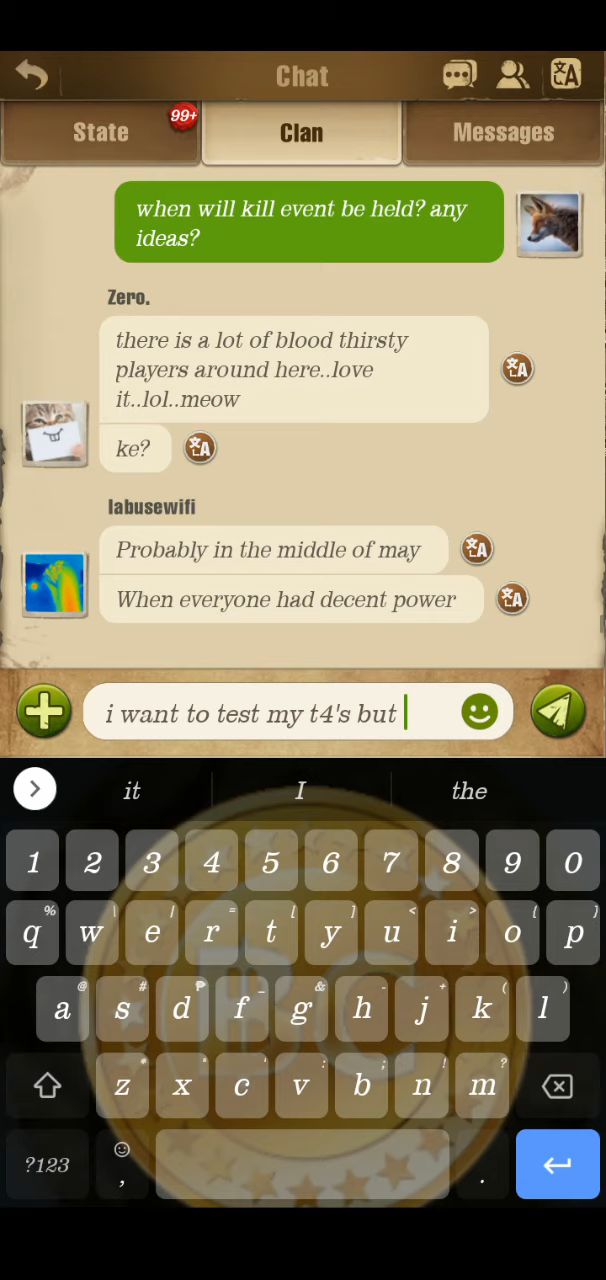 Chat
State
99+
Clan
Messages
when will kill event be held? any
ideas?
Zero.
there is a lot of blood thirsty
players around here..love
it..lol..meow
ke?
Iabusewifi
Probably in the middle of may
When everyone had decent power
i want to test my t4's but
it I the
1 2 3 4 5 6 7 8 9 0
% \ | = [ ] < > { }
q w e r t y u i o p
@ # ₱ _ & - + ( )
a s d f g h j k l
* " ' : ; ! ?
z x c v b n m
?123 , .